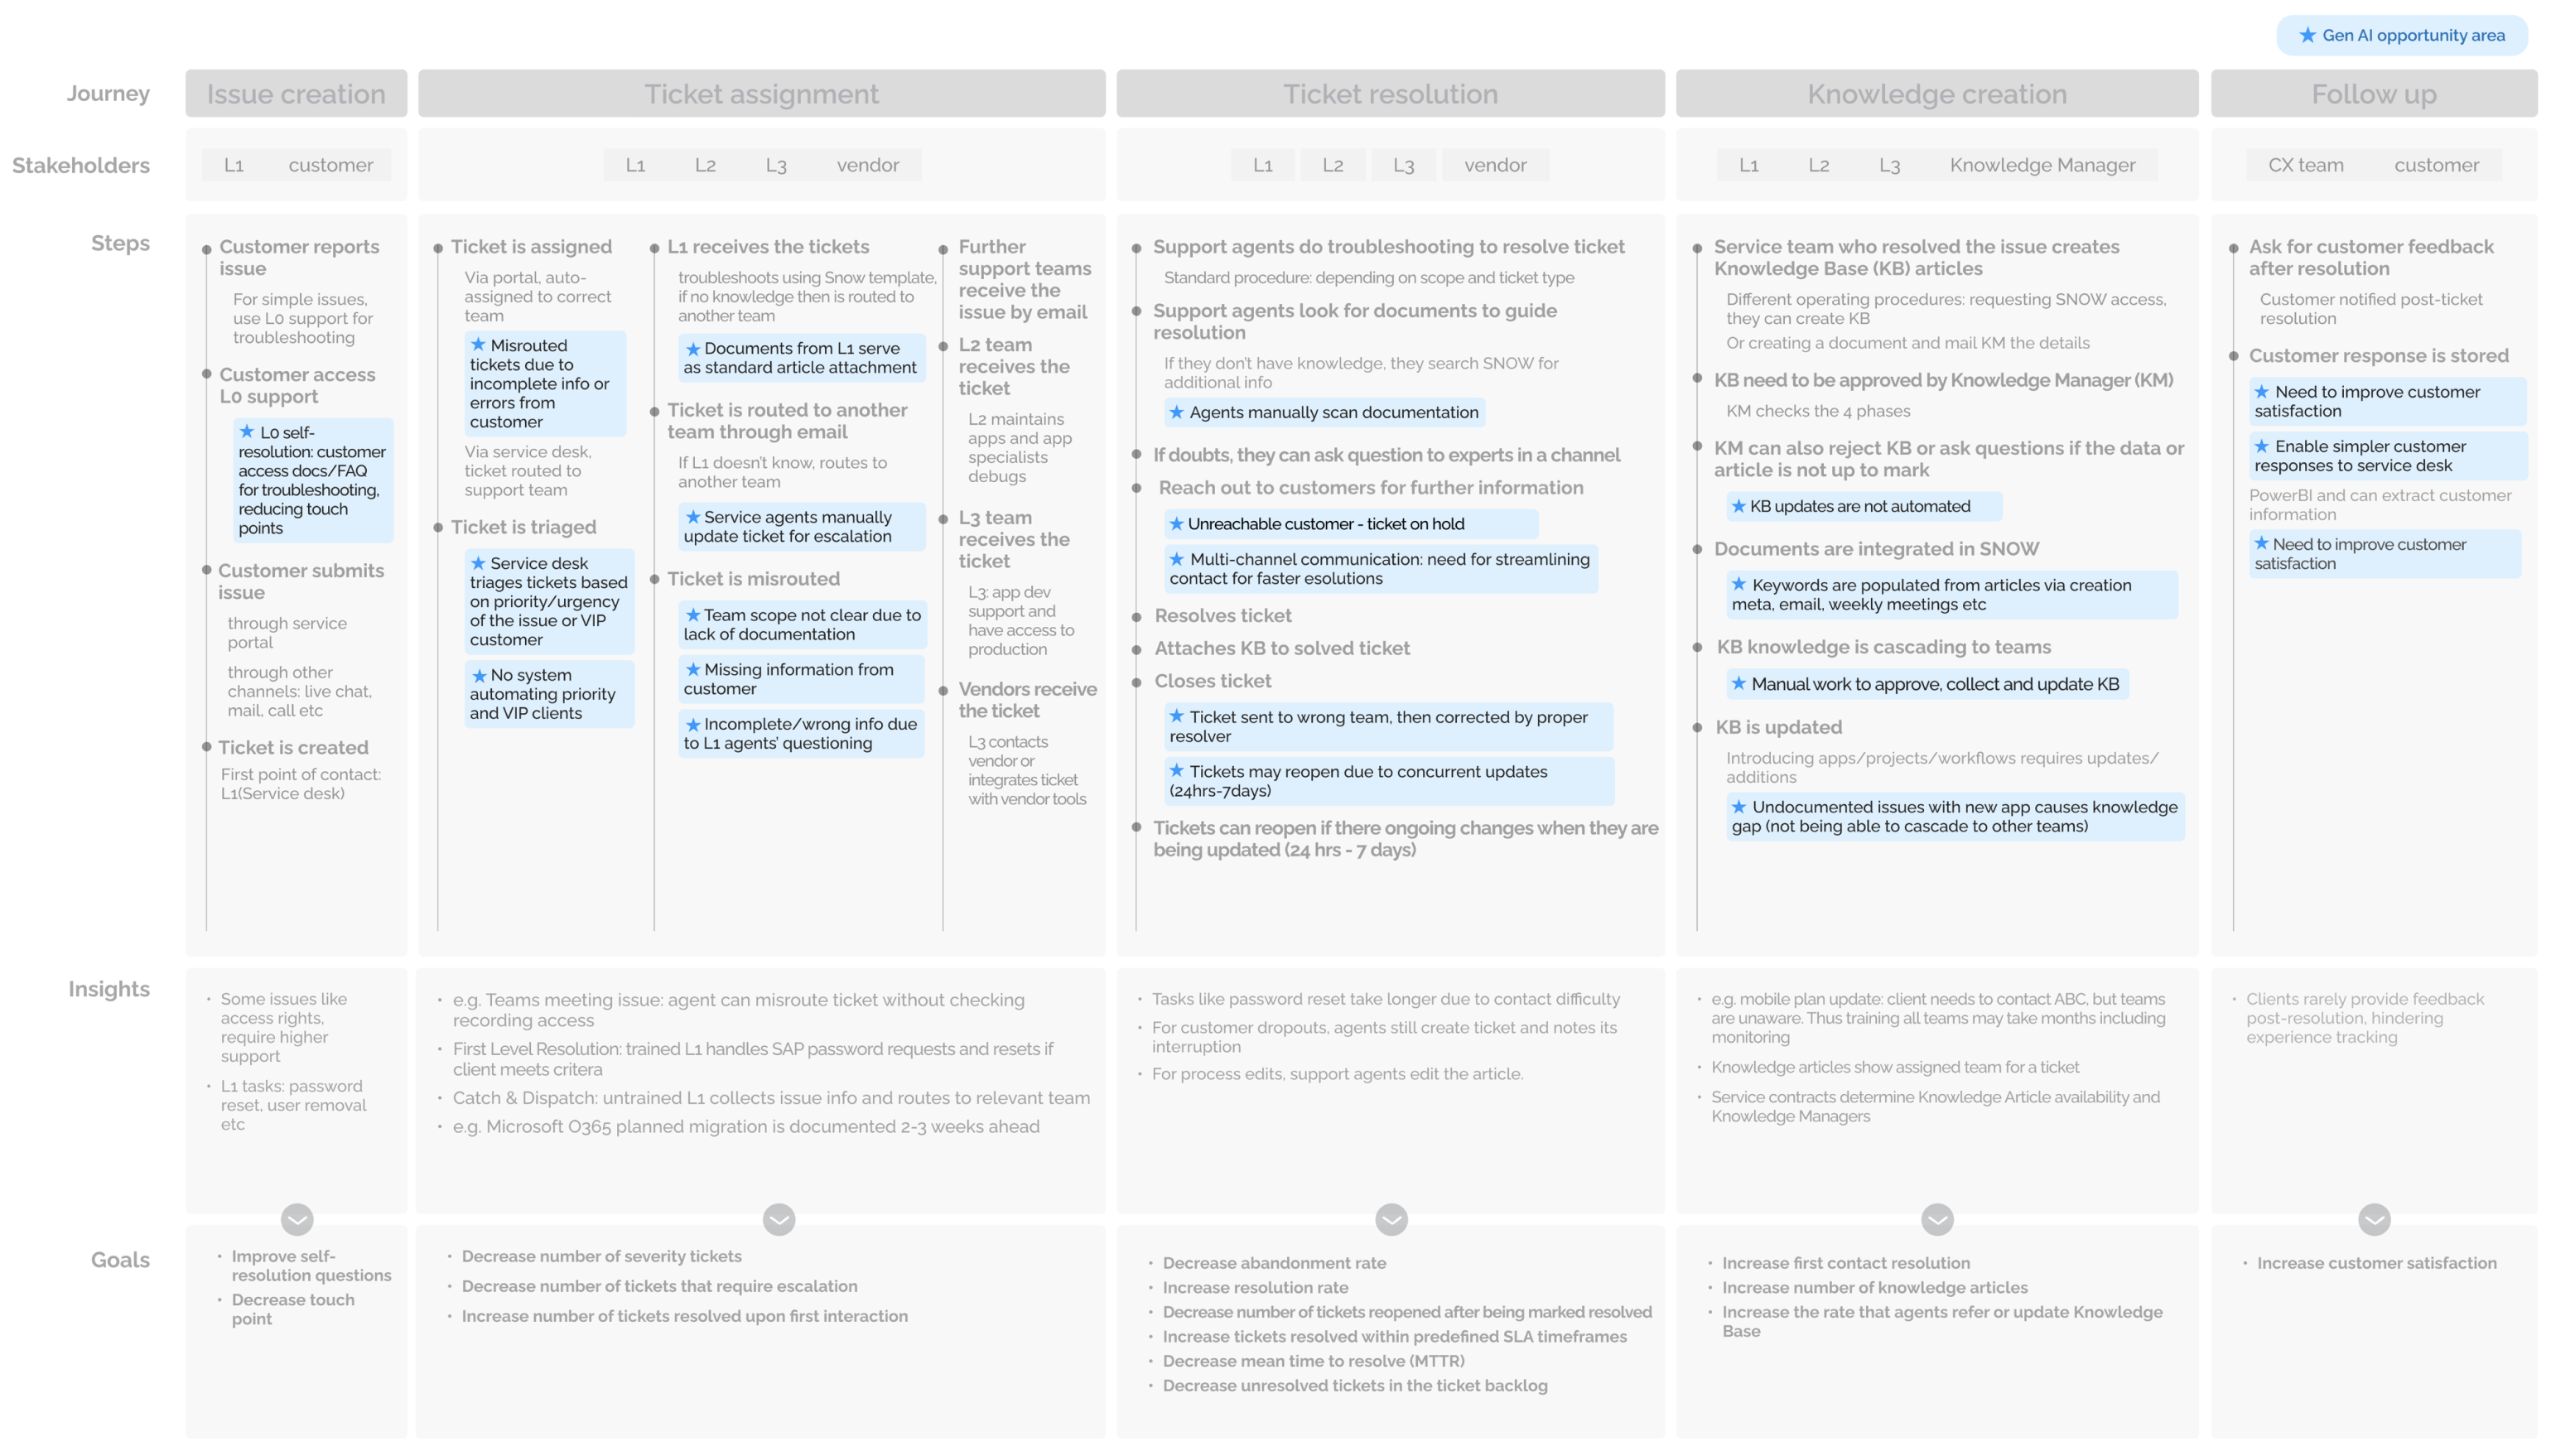 ★ Gen AI opportunity area
Journey
Issue creation
Ticket assignment
Ticket resolution
Knowledge creation
Follow up
Stakeholders
L1 customer
L1 L2 L3 vendor
L1 L2 L3 vendor
L1 L2 L3 Knowledge Manager
CX team customer
Steps
Customer reports
issue
For simple issues,
use L0 support for
troubleshooting
Customer access
L0 support
★ L0 self-
resolution: customer
access docs/FAQ
for troubleshooting,
reducing touch
points
Customer submits
issue
through service
portal
through other
channels: live chat,
mail, call etc
Ticket is created
First point of contact:
L1(Service desk)
Ticket is assigned
Via portal, auto-
assigned to correct
team
★ Misrouted
tickets due to
incomplete info or
errors from
customer
Via service desk,
ticket routed to
support team
Ticket is triaged
★ Service desk
triages tickets based
on priority/urgency
of the issue or VIP
customer
★ No system
automating priority
and VIP clients
L1 receives the tickets
troubleshoots using Snow template,
if no knowledge then is routed to
another team
★ Documents from L1 serve
as standard article attachment
Ticket is routed to another
team through email
If L1 doesn't know, routes to
another team
★ Service agents manually
update ticket for escalation
Ticket is misrouted
★ Team scope not clear due to
lack of documentation
★ Missing information from
customer
★ Incomplete/wrong info due
to L1 agents' questioning
Further
support teams
receive the
issue by email
L2 team
receives the
ticket
L2 maintains
apps and app
specialists
debugs
L3 team
receives the
ticket
L3: app dev
support and
have access to
production
Vendors receive
the ticket
L3 contacts
vendor or
integrates ticket
with vendor tools
Support agents do troubleshooting to resolve ticket
Standard procedure: depending on scope and ticket type
Support agents look for documents to guide
resolution
If they don't have knowledge, they search SNOW for
additional info
★ Agents manually scan documentation
If doubts, they can ask question to experts in a channel
Reach out to customers for further information
★ Unreachable customer - ticket on hold
★ Multi-channel communication: need for streamlining
contact for faster esolutions
Resolves ticket
Attaches KB to solved ticket
Closes ticket
★ Ticket sent to wrong team, then corrected by proper
resolver
★ Tickets may reopen due to concurrent updates
(24hrs-7days)
Tickets can reopen if there ongoing changes when they are
being updated (24 hrs - 7 days)
Service team who resolved the issue creates
Knowledge Base (KB) articles
Different operating procedures: requesting SNOW access,
they can create KB
Or creating a document and mail KM the details
KB need to be approved by Knowledge Manager (KM)
KM checks the 4 phases
KM can also reject KB or ask questions if the data or
article is not up to mark
★ KB updates are not automated
Documents are integrated in SNOW
★ Keywords are populated from articles via creation
meta, email, weekly meetings etc
KB knowledge is cascading to teams
★ Manual work to approve, collect and update KB
KB is updated
Introducing apps/projects/workflows requires updates/
additions
★ Undocumented issues with new app causes knowledge
gap (not being able to cascade to other teams)
Ask for customer feedback
after resolution
Customer notified post-ticket
resolution
Customer response is stored
★ Need to improve customer
satisfaction
★ Enable simpler customer
responses to service desk
PowerBI and can extract customer
information
★ Need to improve customer
satisfaction
Insights
• Some issues like
access rights,
require higher
support
• L1 tasks: password
reset, user removal
etc
• e.g. Teams meeting issue: agent can misroute ticket without checking
recording access
• First Level Resolution: trained L1 handles SAP password requests and resets if
client meets critera
• Catch & Dispatch: untrained L1 collects issue info and routes to relevant team
• e.g. Microsoft O365 planned migration is documented 2-3 weeks ahead
• Tasks like password reset take longer due to contact difficulty
• For customer dropouts, agents still create ticket and notes its
interruption
• For process edits, support agents edit the article.
• e.g. mobile plan update: client needs to contact ABC, but teams
are unaware. Thus training all teams may take months including
monitoring
• Knowledge articles show assigned team for a ticket
• Service contracts determine Knowledge Article availability and
Knowledge Managers
• Clients rarely provide feedback
post-resolution, hindering
experience tracking
Goals
• Improve self-
resolution questions
• Decrease touch
point
• Decrease number of severity tickets
• Decrease number of tickets that require escalation
• Increase number of tickets resolved upon first interaction
• Decrease abandonment rate
• Increase resolution rate
• Decrease number of tickets reopened after being marked resolved
• Increase tickets resolved within predefined SLA timeframes
• Decrease mean time to resolve (MTTR)
• Decrease unresolved tickets in the ticket backlog
• Increase first contact resolution
• Increase number of knowledge articles
• Increase the rate that agents refer or update Knowledge
Base
• Increase customer satisfaction